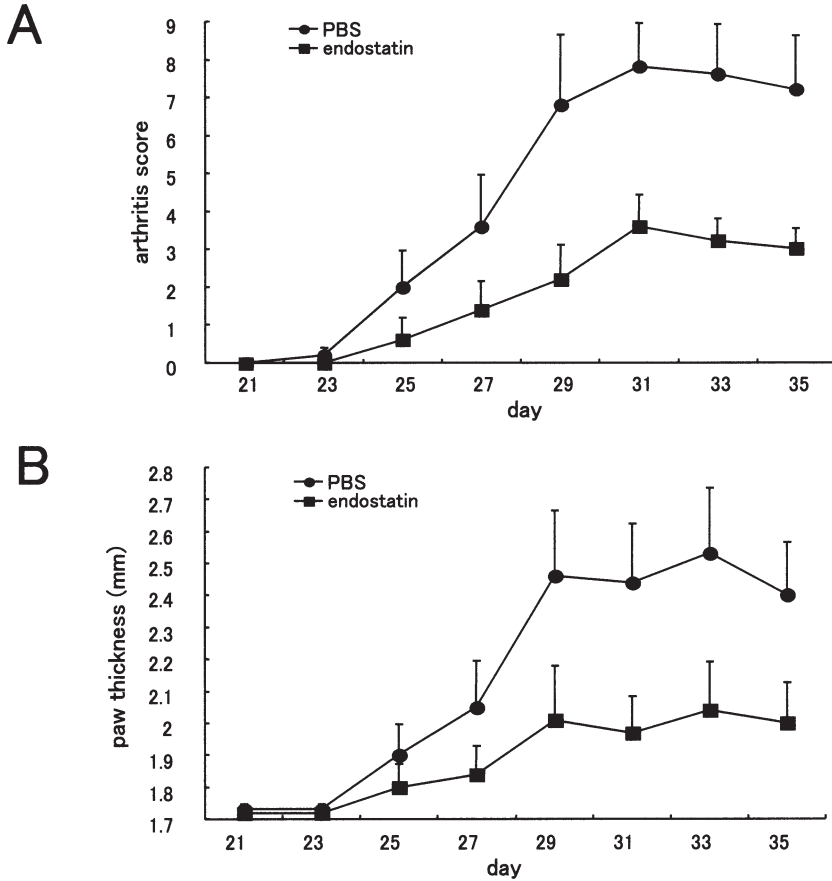 A
PBS
endostatin
9
8
7
6
5
4
3
2
1
0
arthritis score
21 23 25 27 29 31 33 35
day
B
PBS
endostatin
2.8
2.7
2.6
2.5
2.4
2.3
2.2
2.1
2
1.9
1.8
1.7
paw thickness (mm)
21 23 25 27 29 31 33 35
day